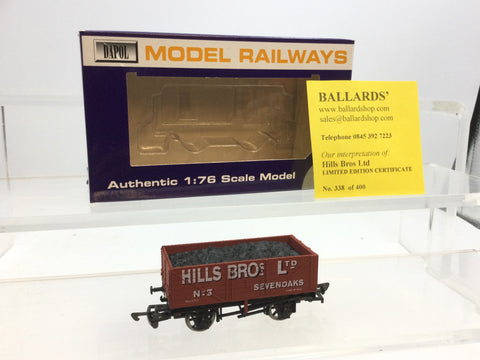 DAPOL
MODEL RAILWAYS
Authentic 1:76 Scale Model
BALLARDS'
www.ballardshop.com
sales@ballardshop.com
Telephone 0845 392 7223
Our interpretation of:
Hills Bros Ltd
LIMITED EDITION CERTIFICATE
No. 338 of 400
HILLS BROS LTD
No 3 SEVENOAKS